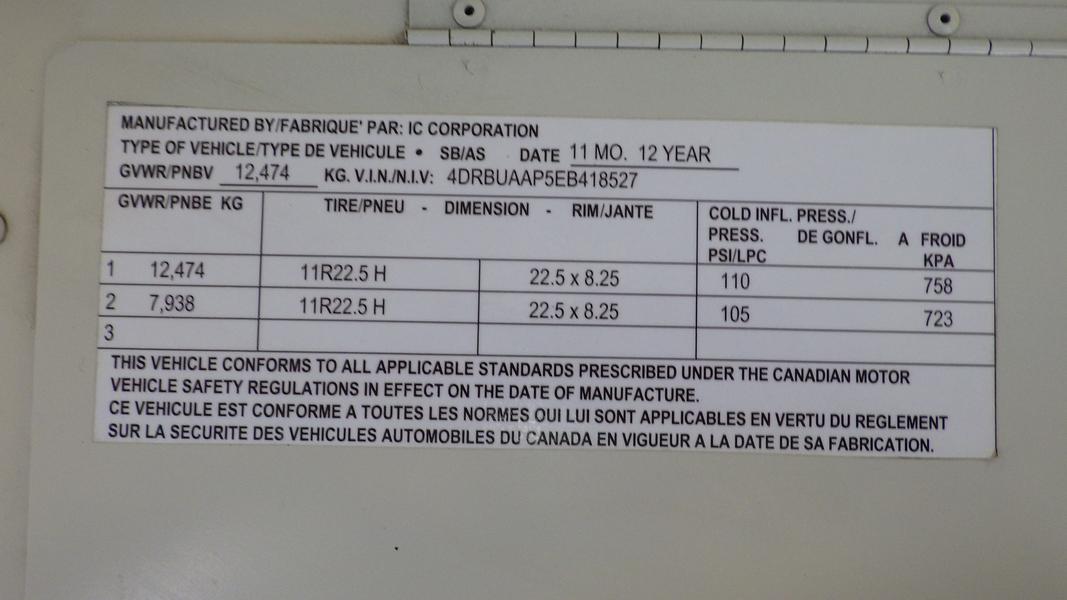 MANUFACTURED BY/FABRIQUE' PAR: IC CORPORATION
TYPE OF VEHICLE/TYPE DE VEHICULE • SB/AS DATE 11 MO. 12 YEAR
GVWR/PNBV 12,474 KG. V.I.N./N.I.V: 4DRBUAAP5EB418527
GVWR/PNBE KG TIRE/PNEU - DIMENSION - RIM/JANTE COLD INFL. PRESS./
PRESS. DE GONFL. A FROID
PSI/LPC KPA
1 12,474 11R22.5 H 22.5 x 8.25 110 758
2 7,938 11R22.5 H 22.5 x 8.25 105 723
3
THIS VEHICLE CONFORMS TO ALL APPLICABLE STANDARDS PRESCRIBED UNDER THE CANADIAN MOTOR
VEHICLE SAFETY REGULATIONS IN EFFECT ON THE DATE OF MANUFACTURE.
CE VEHICULE EST CONFORME A TOUTES LES NORMES QUI LUI SONT APPLICABLES EN VERTU DU REGLEMENT
SUR LA SECURITE DES VEHICULES AUTOMOBILES DU CANADA EN VIGUEUR A LA DATE DE SA FABRICATION.